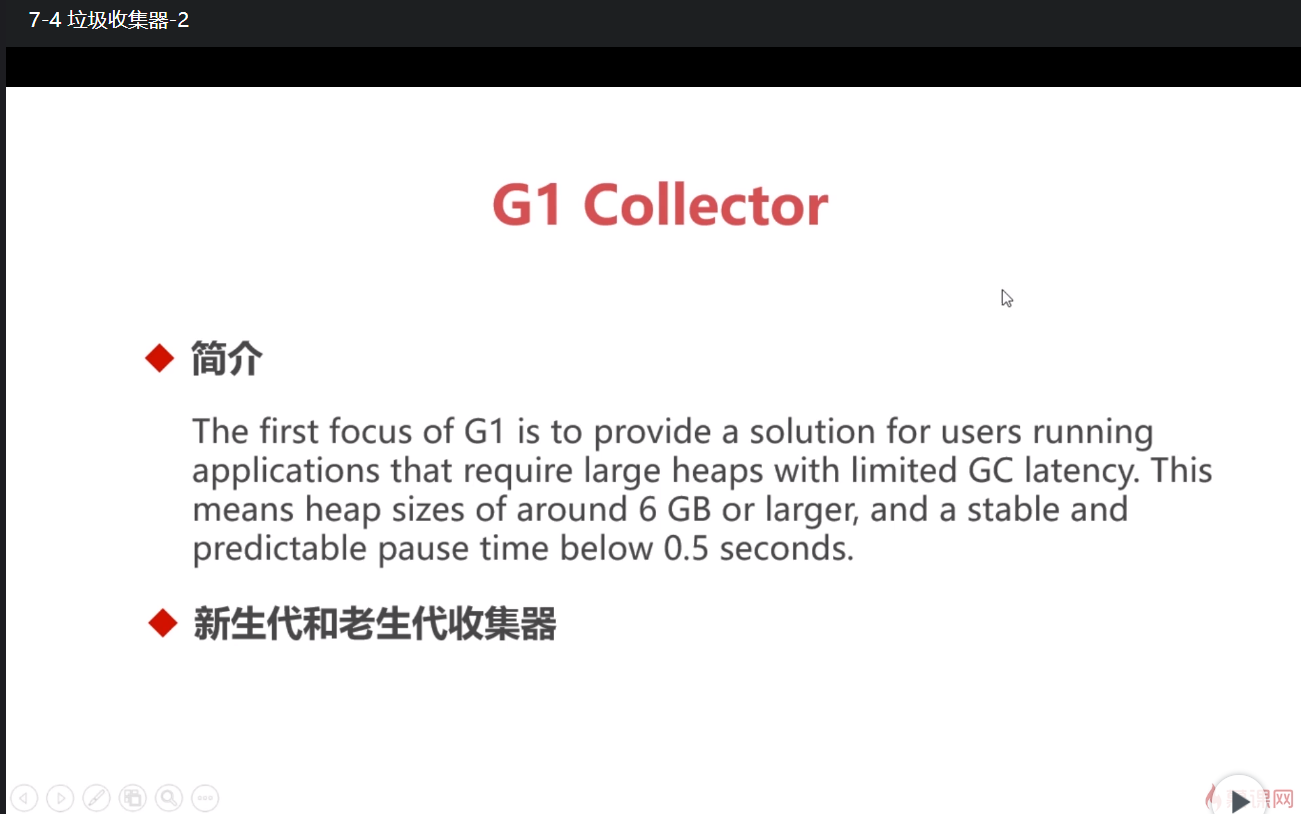 7-4 垃圾收集器-2
G1 Collector
简介
The first focus of G1 is to provide a solution for users running
applications that require large heaps with limited GC latency. This
means heap sizes of around 6 GB or larger, and a stable and
predictable pause time below 0.5 seconds.
新生代和老生代收集器
课网